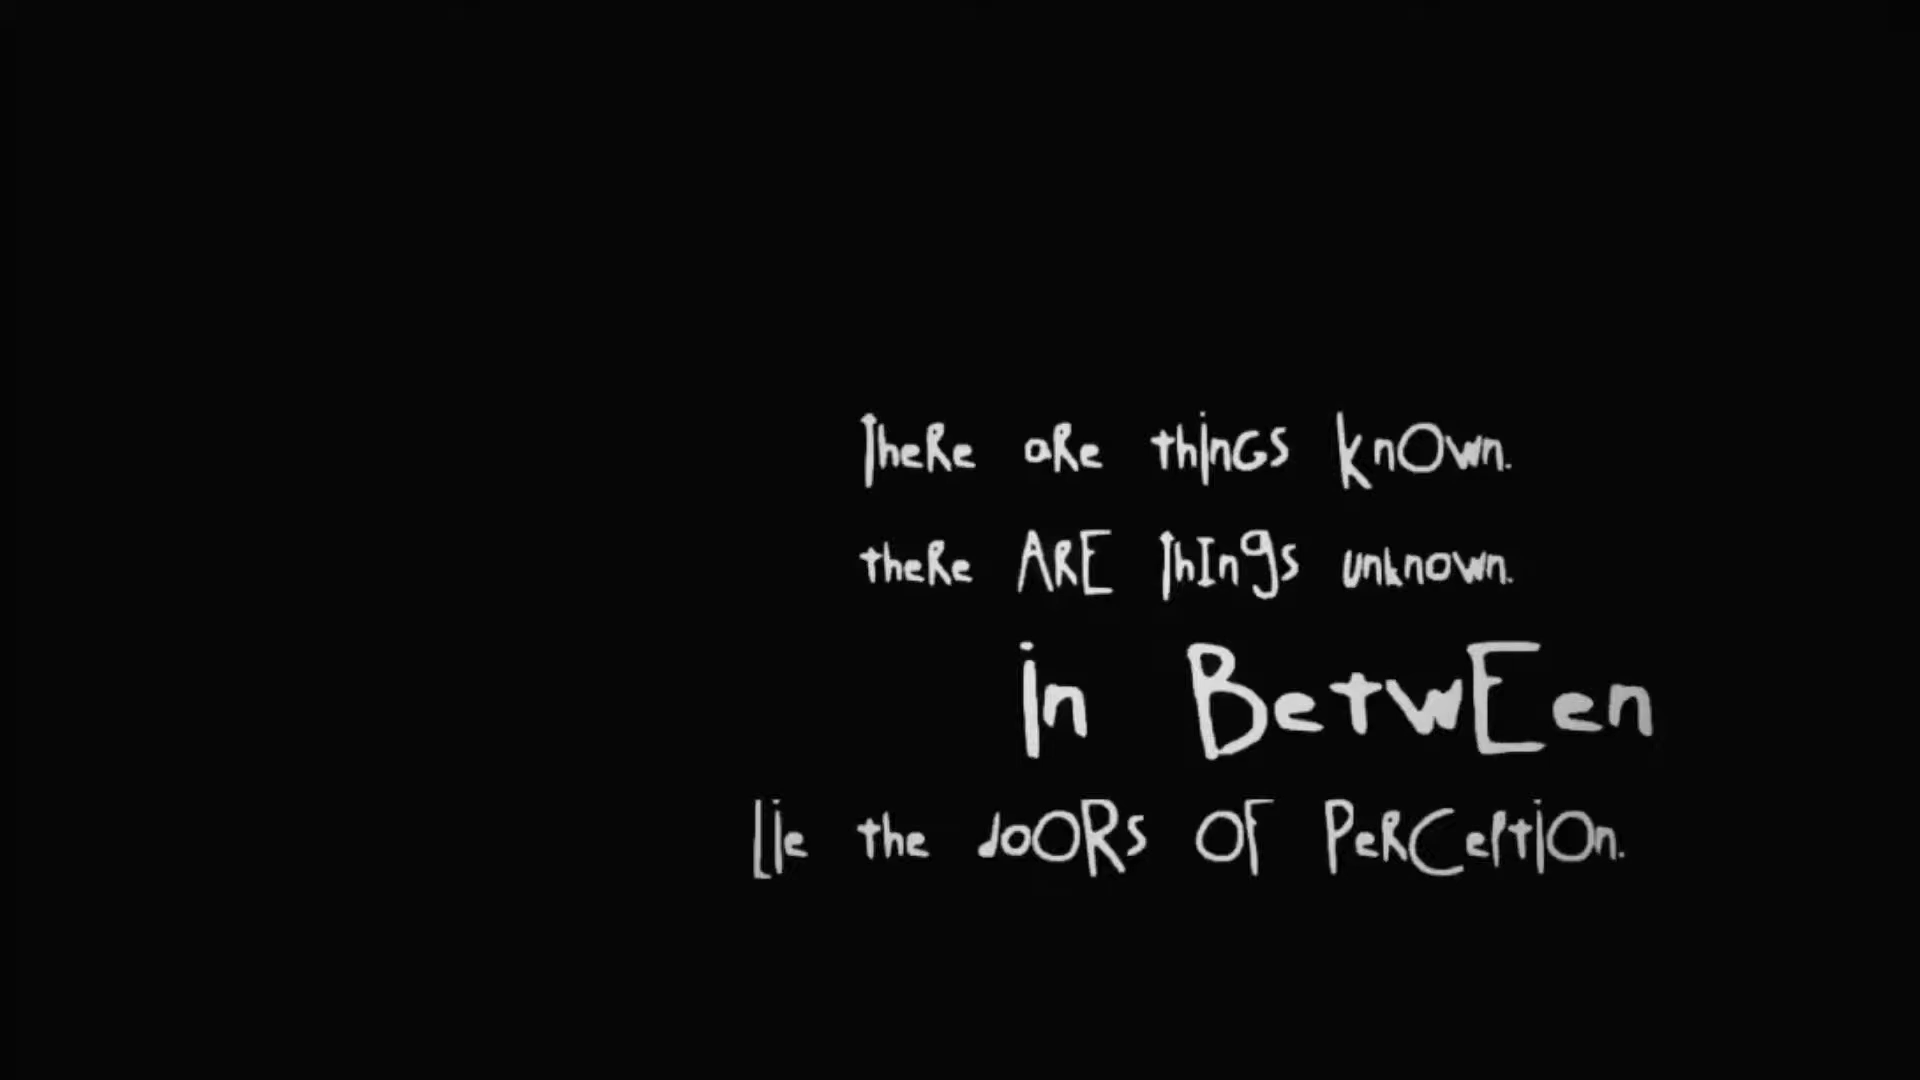 TheRe aRe thinGS knOwn.
theRe ARE ThIngs unknown.
in BetwEen
Lie the dOORs OF PeRCePtiOn.